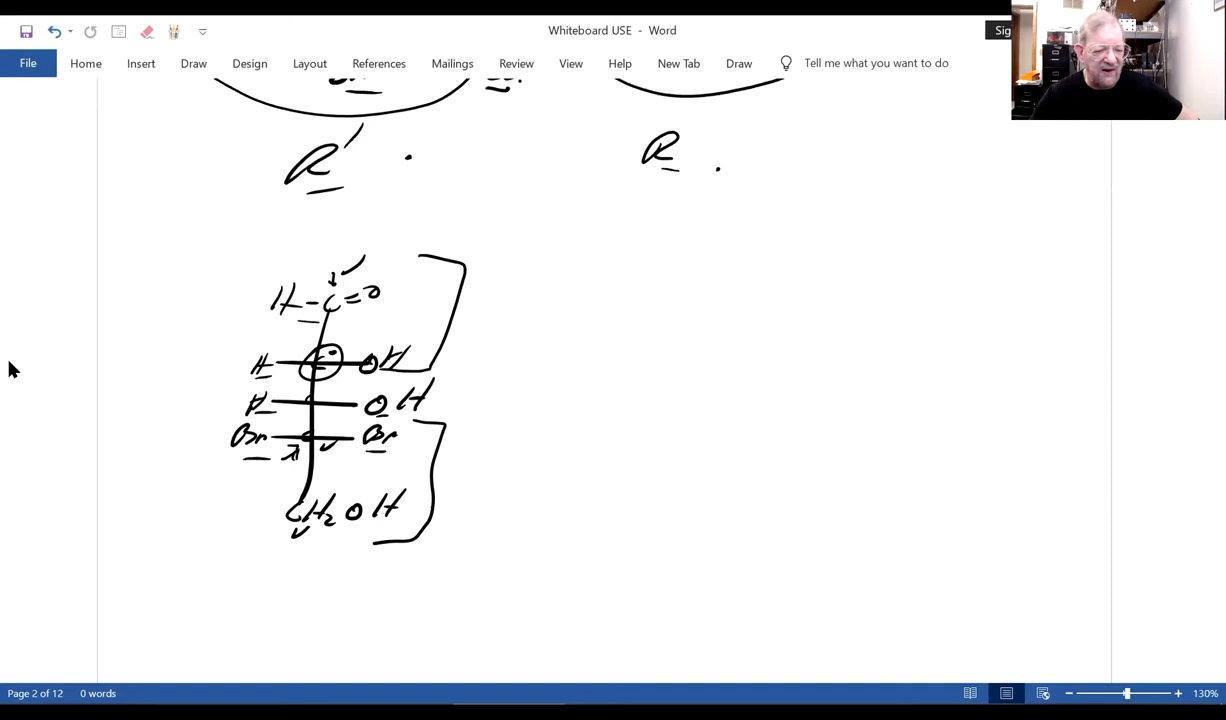 Whiteboard USE - Word
File Home Insert Draw Design Layout References Mailings Review View Help New Tab Draw Tell me what you want to do
R'
R
H-C=O
H C OH
H OH
Br Br
CH2OH
Page 2 of 12 0 words 130%